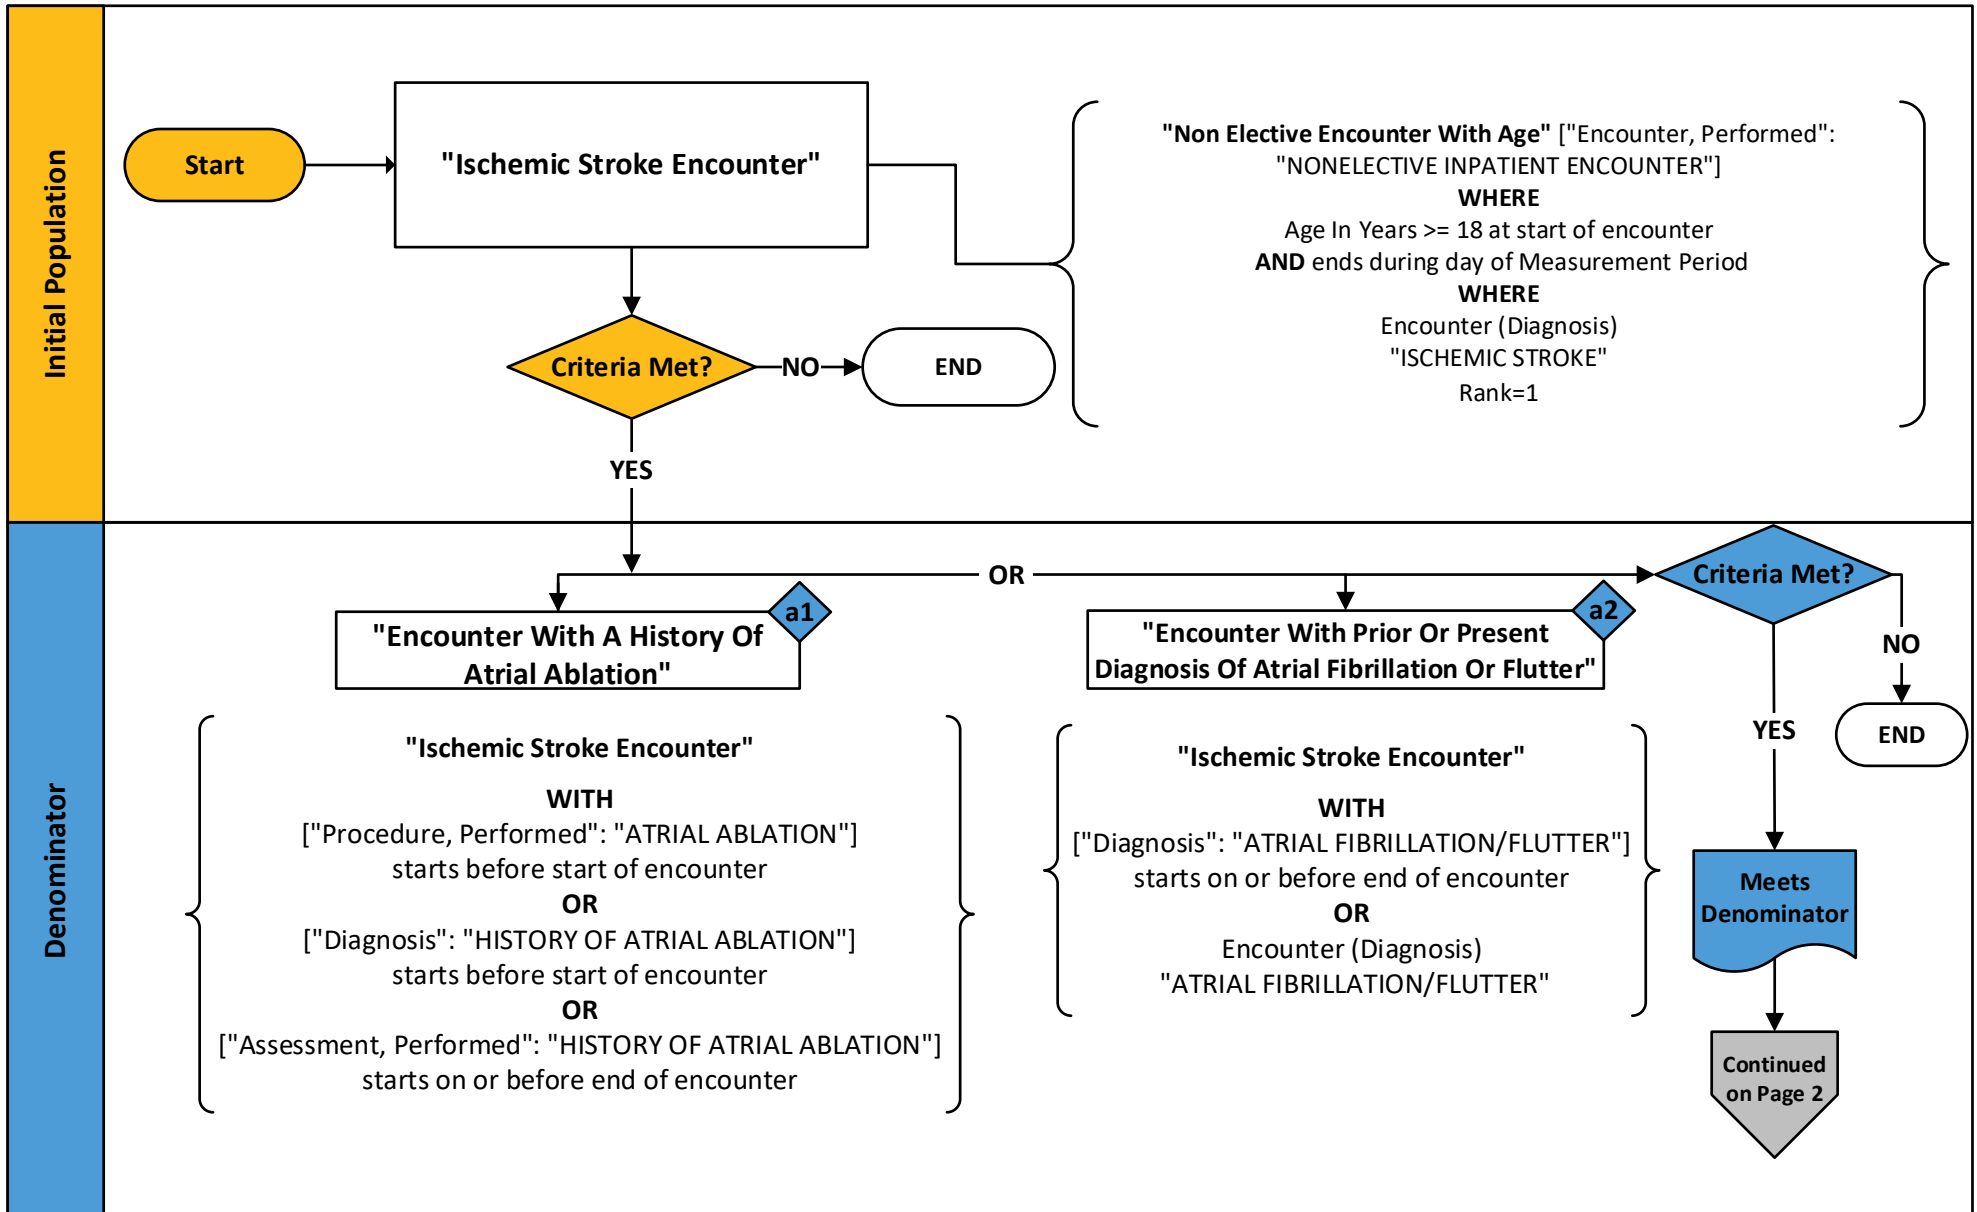 Initial Population
Start
"Ischemic Stroke Encounter"
"Non Elective Encounter With Age" ["Encounter, Performed":
"NONELECTIVE INPATIENT ENCOUNTER"]
WHERE
Age In Years >= 18 at start of encounter
AND ends during day of Measurement Period
WHERE
Encounter (Diagnosis)
"ISCHEMIC STROKE"
Rank=1
Criteria Met?
NO
END
YES
Denominator
OR
Criteria Met?
a1
"Encounter With A History Of
Atrial Ablation"
a2
"Encounter With Prior Or Present
Diagnosis Of Atrial Fibrillation Or Flutter"
NO
END
YES
"Ischemic Stroke Encounter"
WITH
["Procedure, Performed": "ATRIAL ABLATION"]
starts before start of encounter
OR
["Diagnosis": "HISTORY OF ATRIAL ABLATION"]
starts before start of encounter
OR
["Assessment, Performed": "HISTORY OF ATRIAL ABLATION"]
starts on or before end of encounter
"Ischemic Stroke Encounter"
WITH
["Diagnosis": "ATRIAL FIBRILLATION/FLUTTER"]
starts on or before end of encounter
OR
Encounter (Diagnosis)
"ATRIAL FIBRILLATION/FLUTTER"
Meets
Denominator
Continued
on Page 2